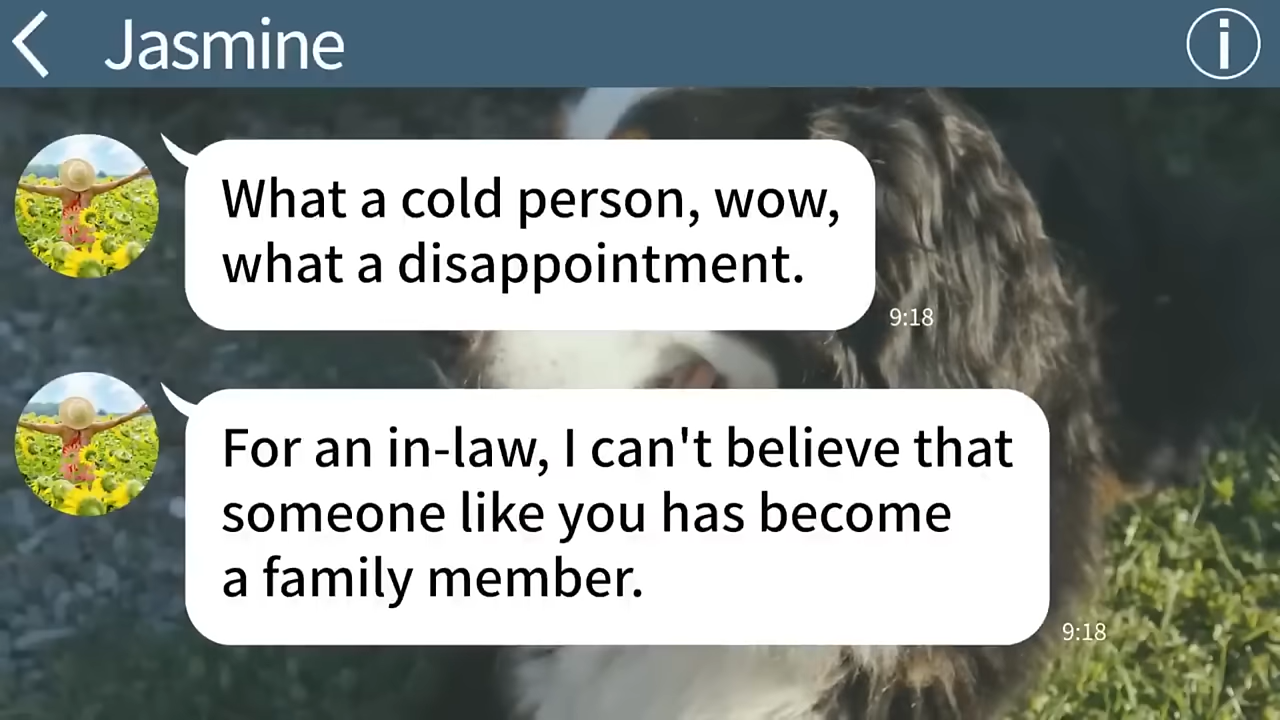 Jasmine
What a cold person, wow,
what a disappointment.
9:18
For an in-law, I can't believe that
someone like you has become
a family member.
9:18